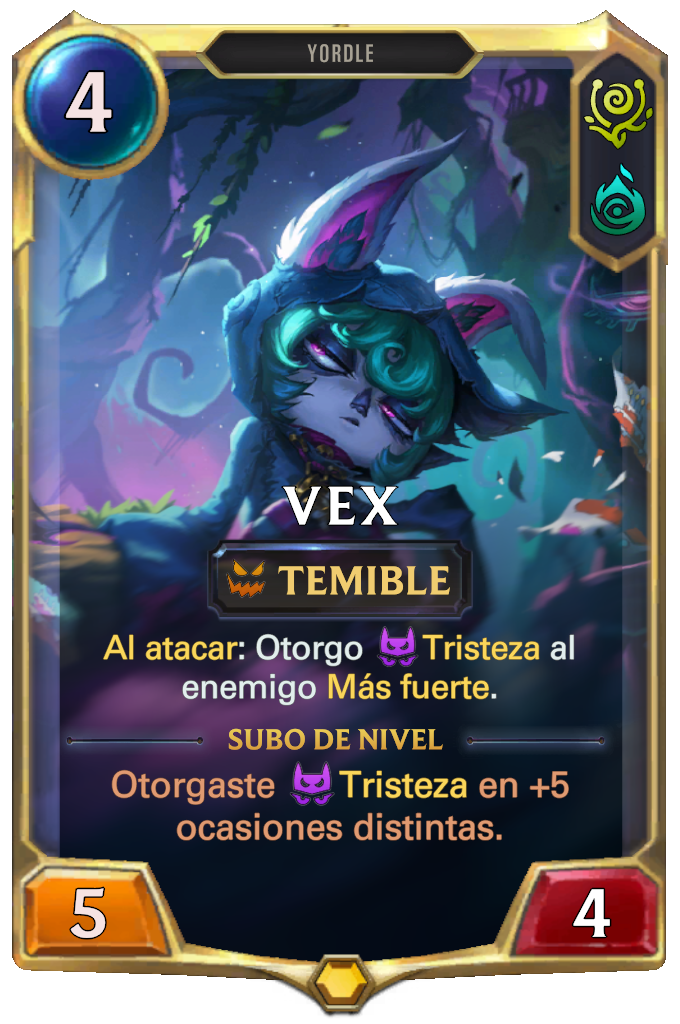 YORDLE
4
VEX
TEMIBLE
Al atacar: Otorgo Tristeza al
enemigo Más fuerte.
SUBO DE NIVEL
Otorgaste Tristeza en +5
ocasiones distintas.
5
4